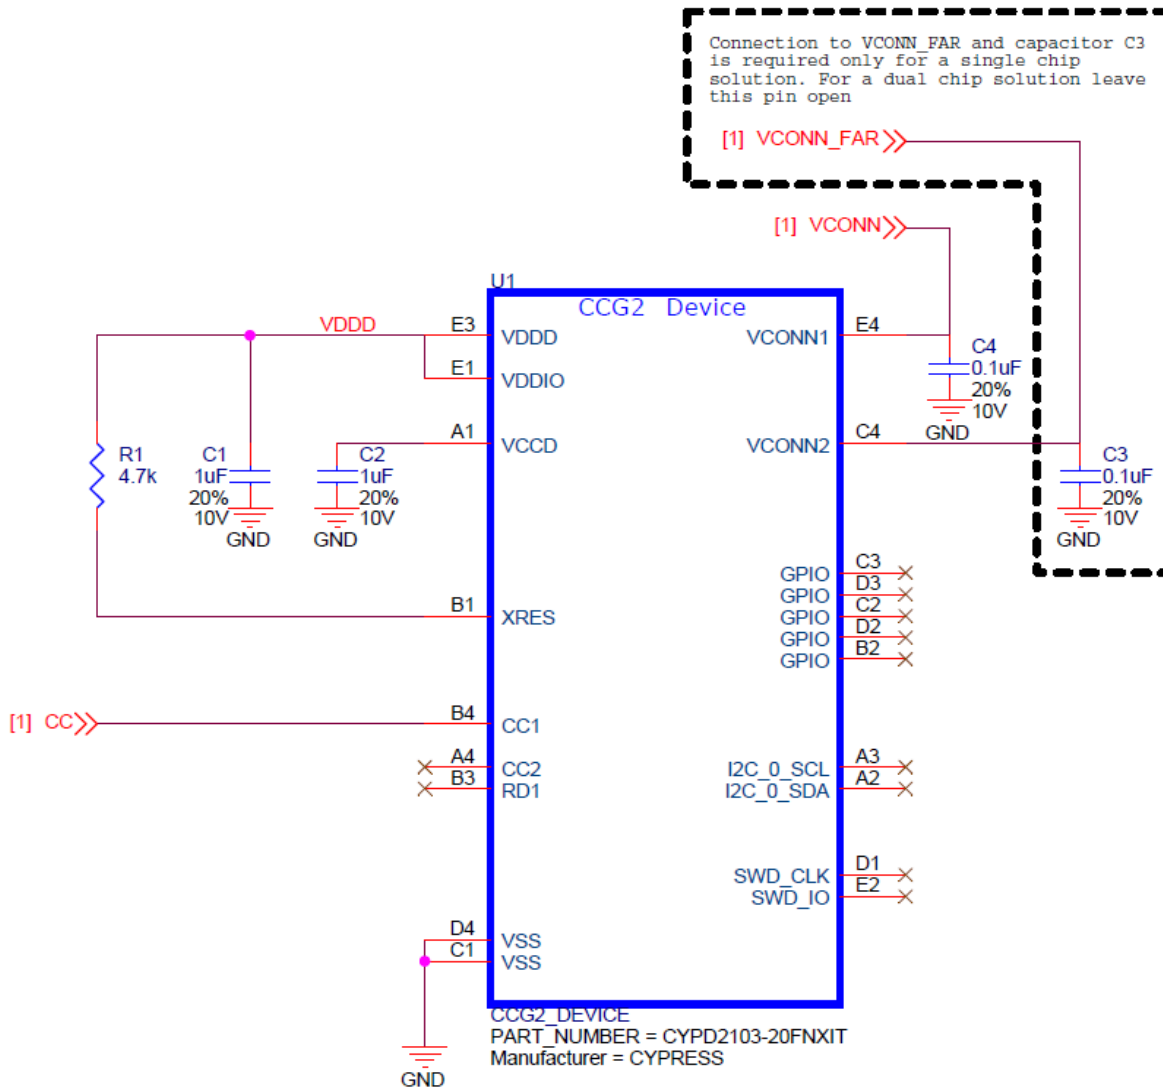 Connection to VCONN_FAR and capacitor C3
is required only for a single chip
solution. For a dual chip solution leave
this pin open
[1] VCONN_FAR
[1] VCONN
U1
CCG2 Device
VDDD
E3
VDDD
E1
VDDIO
A1
VCCD
R1
4.7k
C1
1uF
20%
10V
GND
C2
1uF
20%
10V
GND
B1
XRES
[1] CC
B4
CC1
A4
CC2
B3
RD1
D4
VSS
C1
VSS
GND
VCONN1
E4
C4
0.1uF
20%
10V
GND
VCONN2
C4
C3
0.1uF
20%
10V
GND
GPIO
C3
GPIO
D3
GPIO
C2
GPIO
D2
GPIO
B2
I2C_0_SCL
A3
I2C_0_SDA
A2
SWD_CLK
D1
SWD_IO
E2
CCG2_DEVICE
PART_NUMBER = CYPD2103-20FNXIT
Manufacturer = CYPRESS